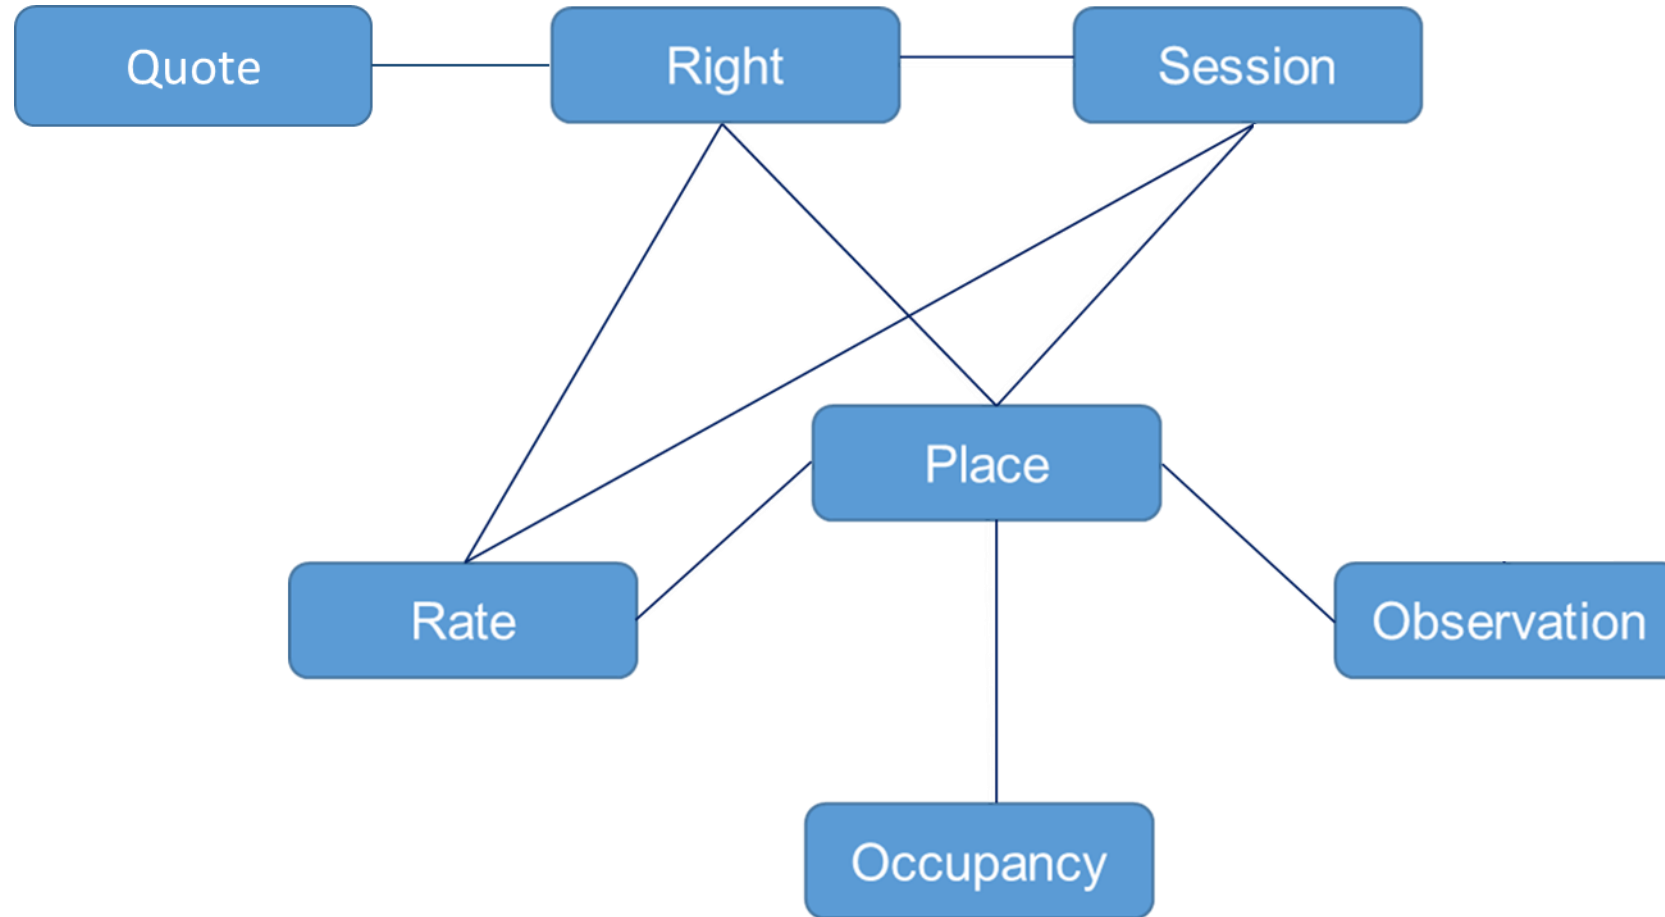 Quote
Right
Session
Place
Rate
Observation
Occupancy